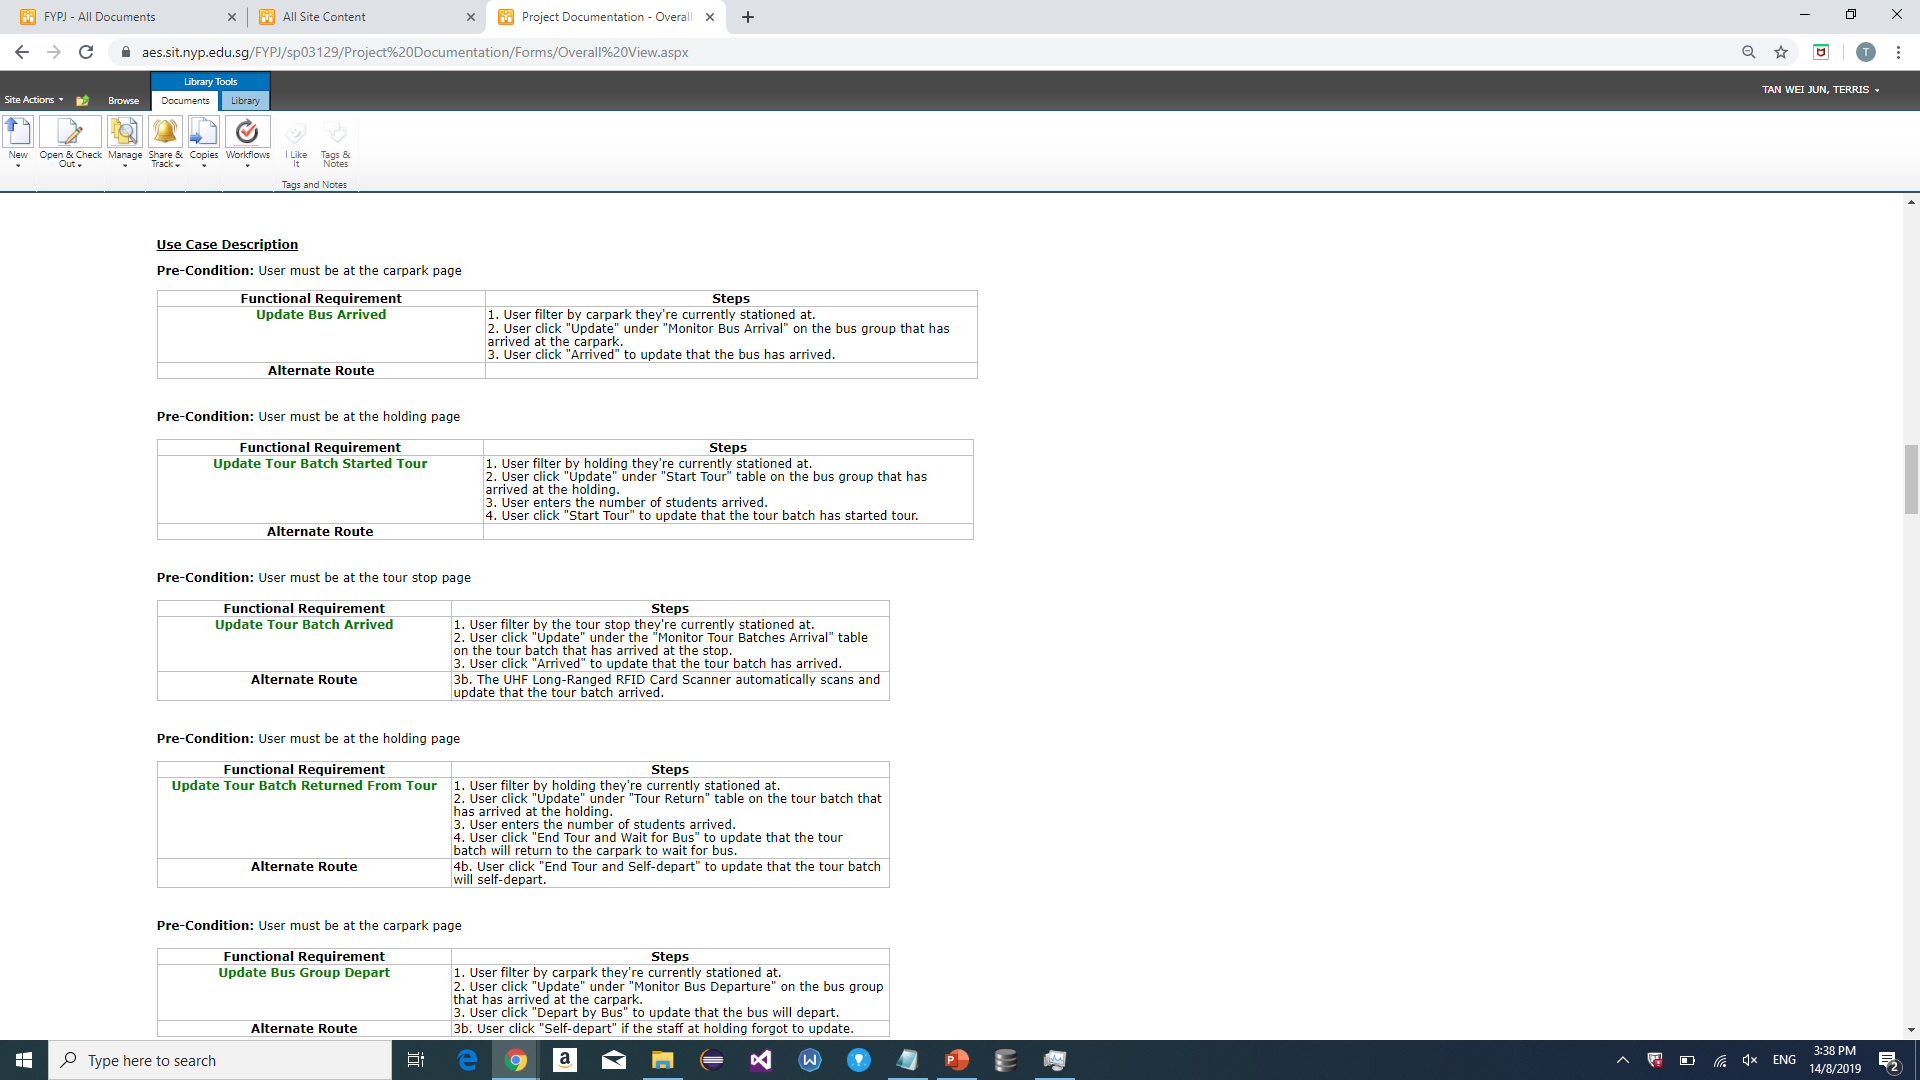 FYPJ - All Documents
All Site Content
Project Documentation - Overall
aes.sit.nyp.edu.sg/FYPJ/sp03129/Project%20Documentation/Forms/Overall%20View.aspx
T
Library Tools
Site Actions
Browse
Documents
Library
TAN WEI JUN, TERRIS
New
Open & Check Out
Manage
Share & Track
Copies
Workflows
I Like It
Tags & Notes
Tags and Notes
Use Case Description
Pre-Condition: User must be at the carpark page
Functional Requirement Steps
Update Bus Arrived 1. User filter by carpark they're currently stationed at.
2. User click "Update" under "Monitor Bus Arrival" on the bus group that has
arrived at the carpark.
3. User click "Arrived" to update that the bus has arrived.
Alternate Route
Pre-Condition: User must be at the holding page
Functional Requirement Steps
Update Tour Batch Started Tour 1. User filter by holding they're currently stationed at.
2. User click "Update" under "Start Tour" table on the bus group that has
arrived at the holding.
3. User enters the number of students arrived.
4. User click "Start Tour" to update that the tour batch has started tour.
Alternate Route
Pre-Condition: User must be at the tour stop page
Functional Requirement Steps
Update Tour Batch Arrived 1. User filter by the tour stop they're currently stationed at.
2. User click "Update" under the "Monitor Tour Batches Arrival" table
on the tour batch that has arrived at the stop.
3. User click "Arrived" to update that the tour batch has arrived.
Alternate Route 3b. The UHF Long-Ranged RFID Card Scanner automatically scans and
update that the tour batch arrived.
Pre-Condition: User must be at the holding page
Functional Requirement Steps
Update Tour Batch Returned From Tour 1. User filter by holding they're currently stationed at.
2. User click "Update" under "Tour Return" table on the tour batch that
has arrived at the holding.
3. User enters the number of students arrived.
4. User click "End Tour and Wait for Bus" to update that the tour
batch will return to the carpark to wait for bus.
Alternate Route 4b. User click "End Tour and Self-depart" to update that the tour batch
will self-depart.
Pre-Condition: User must be at the carpark page
Functional Requirement Steps
Update Bus Group Depart 1. User filter by carpark they're currently stationed at.
2. User click "Update" under "Monitor Bus Departure" on the bus group
that has arrived at the carpark.
3. User click "Depart by Bus" to update that the bus will depart.
Alternate Route 3b. User click "Self-depart" if the staff at holding forgot to update.
Type here to search
ENG
3:38 PM
14/8/2019
2